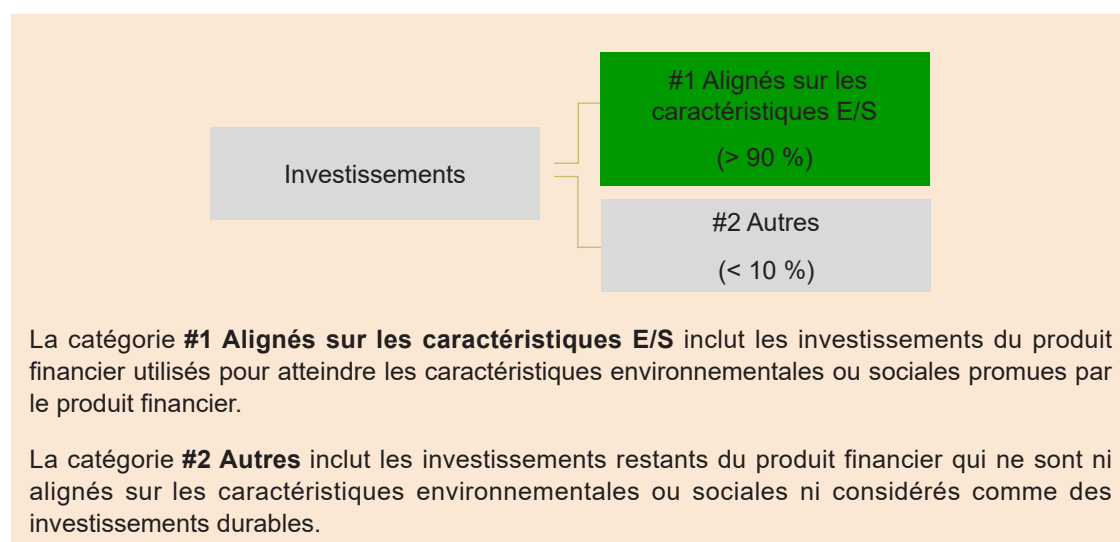 #1 Alignés sur les
caractéristiques E/S
(> 90 %)
Investissements
#2 Autres
(< 10 %)
La catégorie #1 Alignés sur les caractéristiques E/S inclut les investissements du produit
financier utilisés pour atteindre les caractéristiques environnementales ou sociales promues par
le produit financier.
La catégorie #2 Autres inclut les investissements restants du produit financier qui ne sont ni
alignés sur les caractéristiques environnementales ou sociales ni considérés comme des
investissements durables.